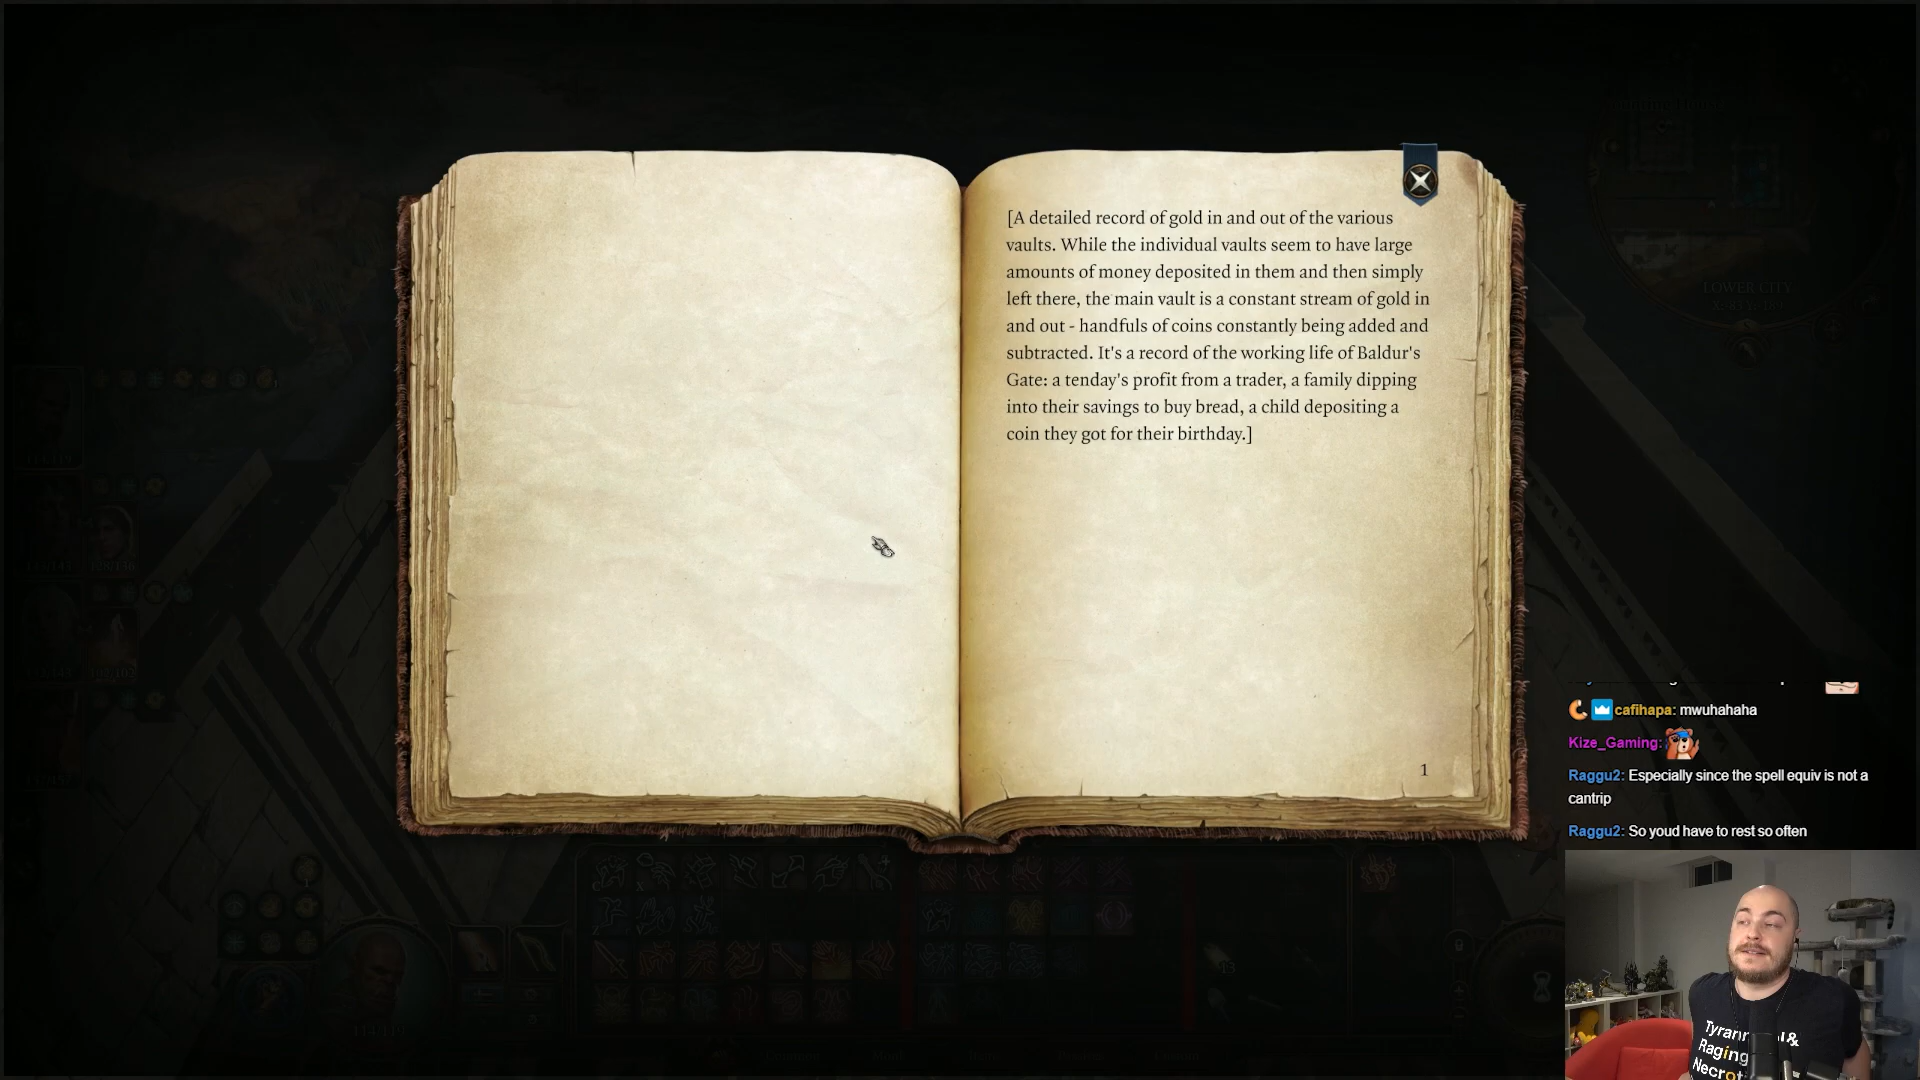 [A detailed record of gold in and out of the various
vaults. While the individual vaults seem to have large
amounts of money deposited in them and then simply
left there, the main vault is a constant stream of gold in
and out - handfuls of coins constantly being added and
subtracted. It's a record of the working life of Baldur's
Gate: a tenday's profit from a trader, a family dipping
into their savings to buy bread, a child depositing a
coin they got for their birthday.]
1
LOWER CITY
cafihapa: mwuhahaha
Kize_Gaming:
Raggu2: Especially since the spell equiv is not a
cantrip
Raggu2: So youd have to rest so often
&
Raging